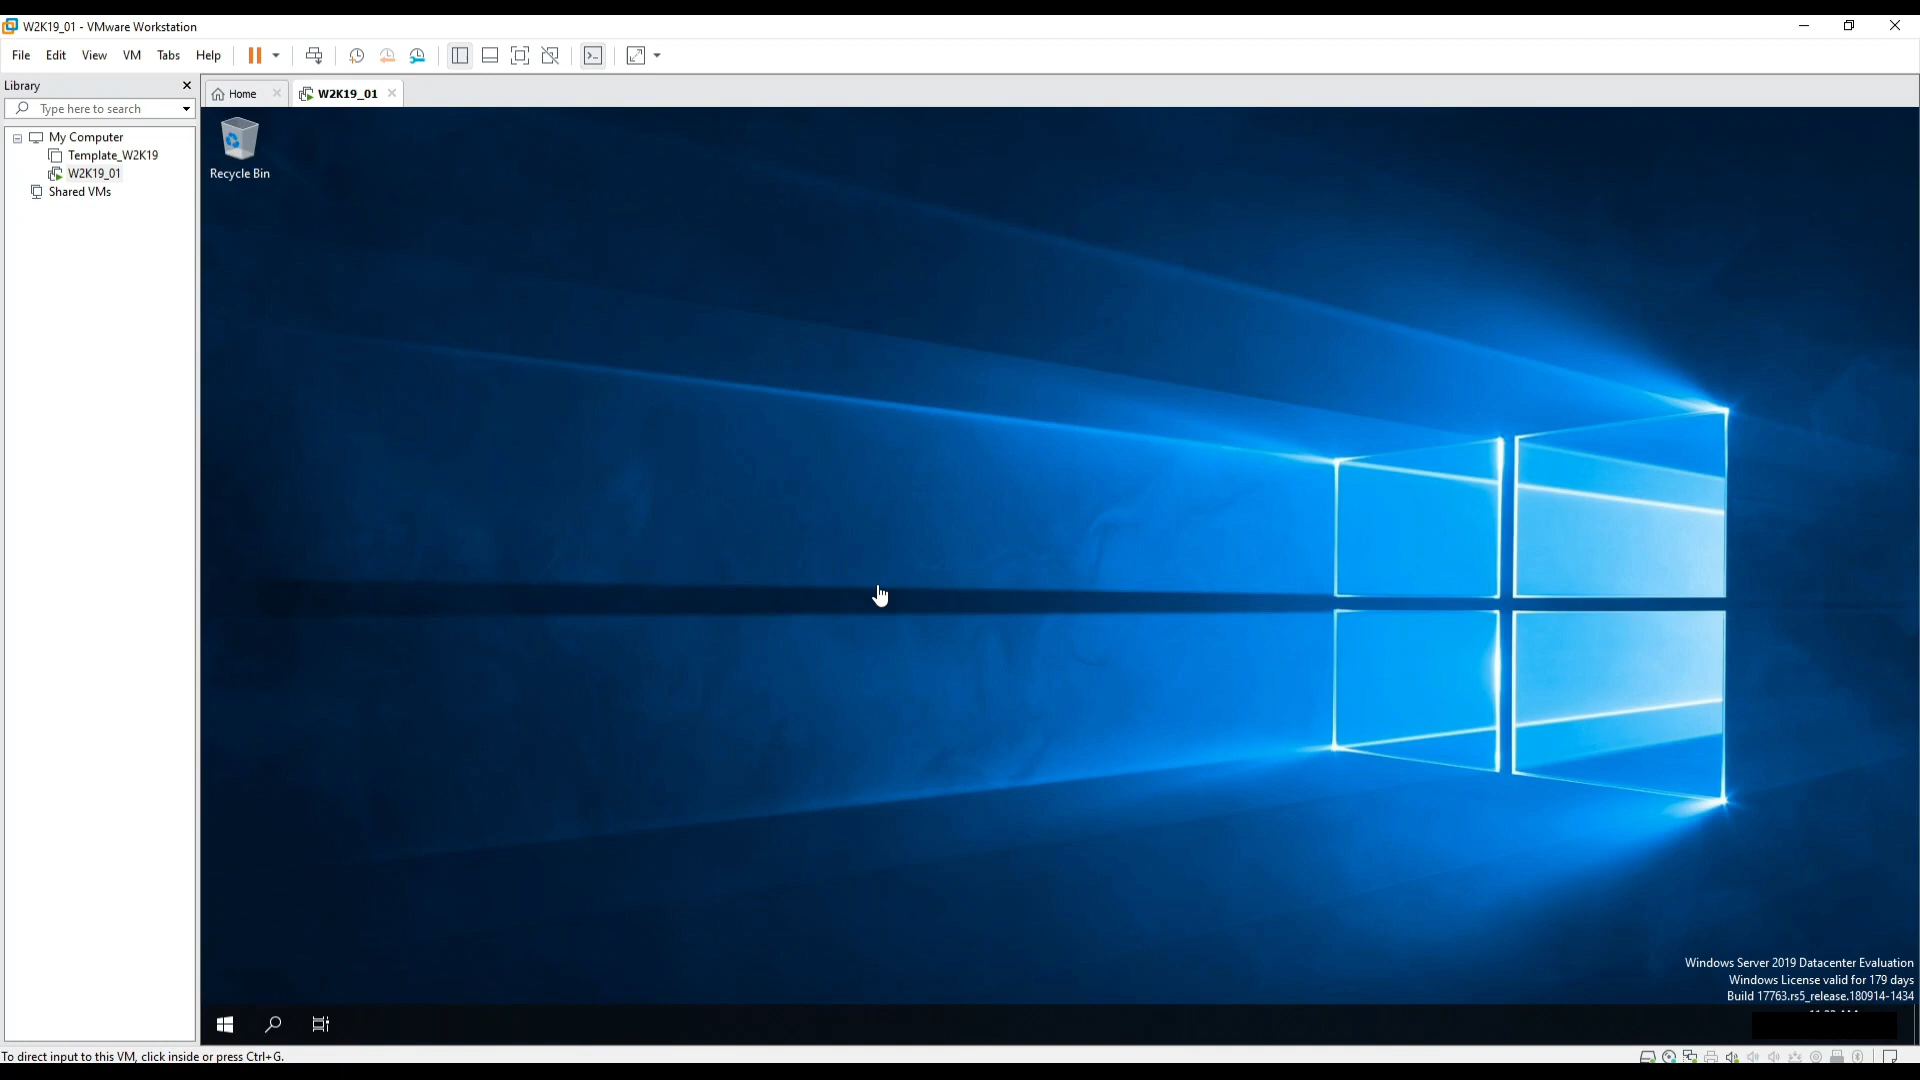 W2K19_01 - VMware Workstation
File Edit View VM Tabs Help
Library
Type here to search
Home
W2K19_01
My Computer
Template_W2K19
W2K19_01
Shared VMs
Recycle Bin
Windows Server 2019 Datacenter Evaluation
Windows License valid for 179 days
Build 17763.rs5_release.180914-1434
To direct input to this VM, click inside or press Ctrl+G.